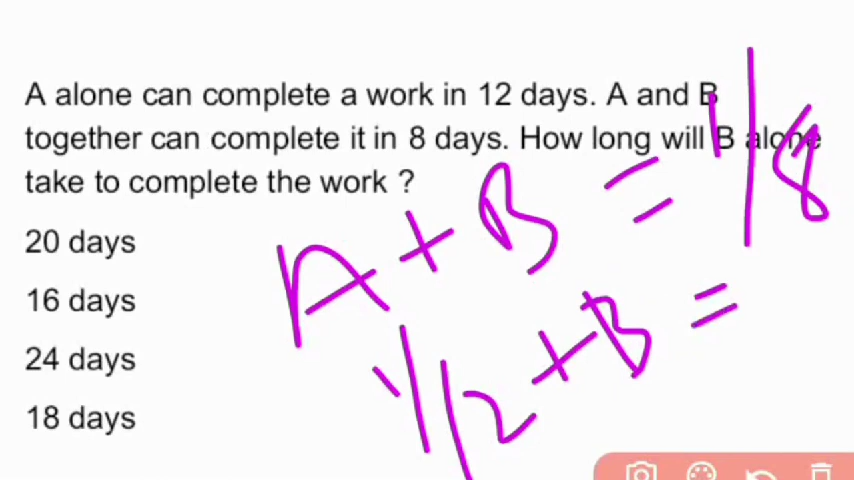 A alone can complete a work in 12 days. A and B
together can complete it in 8 days. How long will B alone
take to complete the work ?
20 days
16 days
24 days
18 days
A + B = 1/8
1/12 + B =